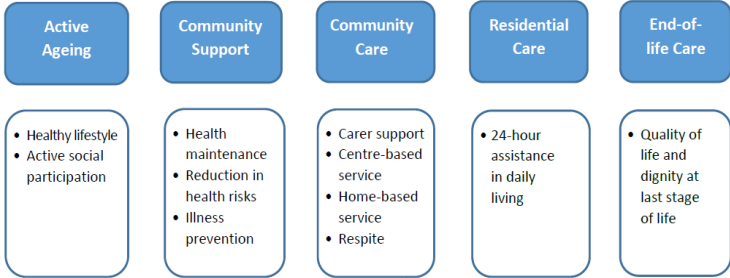 Active
Ageing
Community
Support
Community
Care
Residential
Care
End-of-
life Care
• Healthy lifestyle
• Active social
participation
• Health
maintenance
• Reduction in
health risks
• Illness
prevention
• Carer support
• Centre-based
service
• Home-based
service
• Respite
• 24-hour
assistance
in daily
living
• Quality of
life and
dignity at
last stage
of life